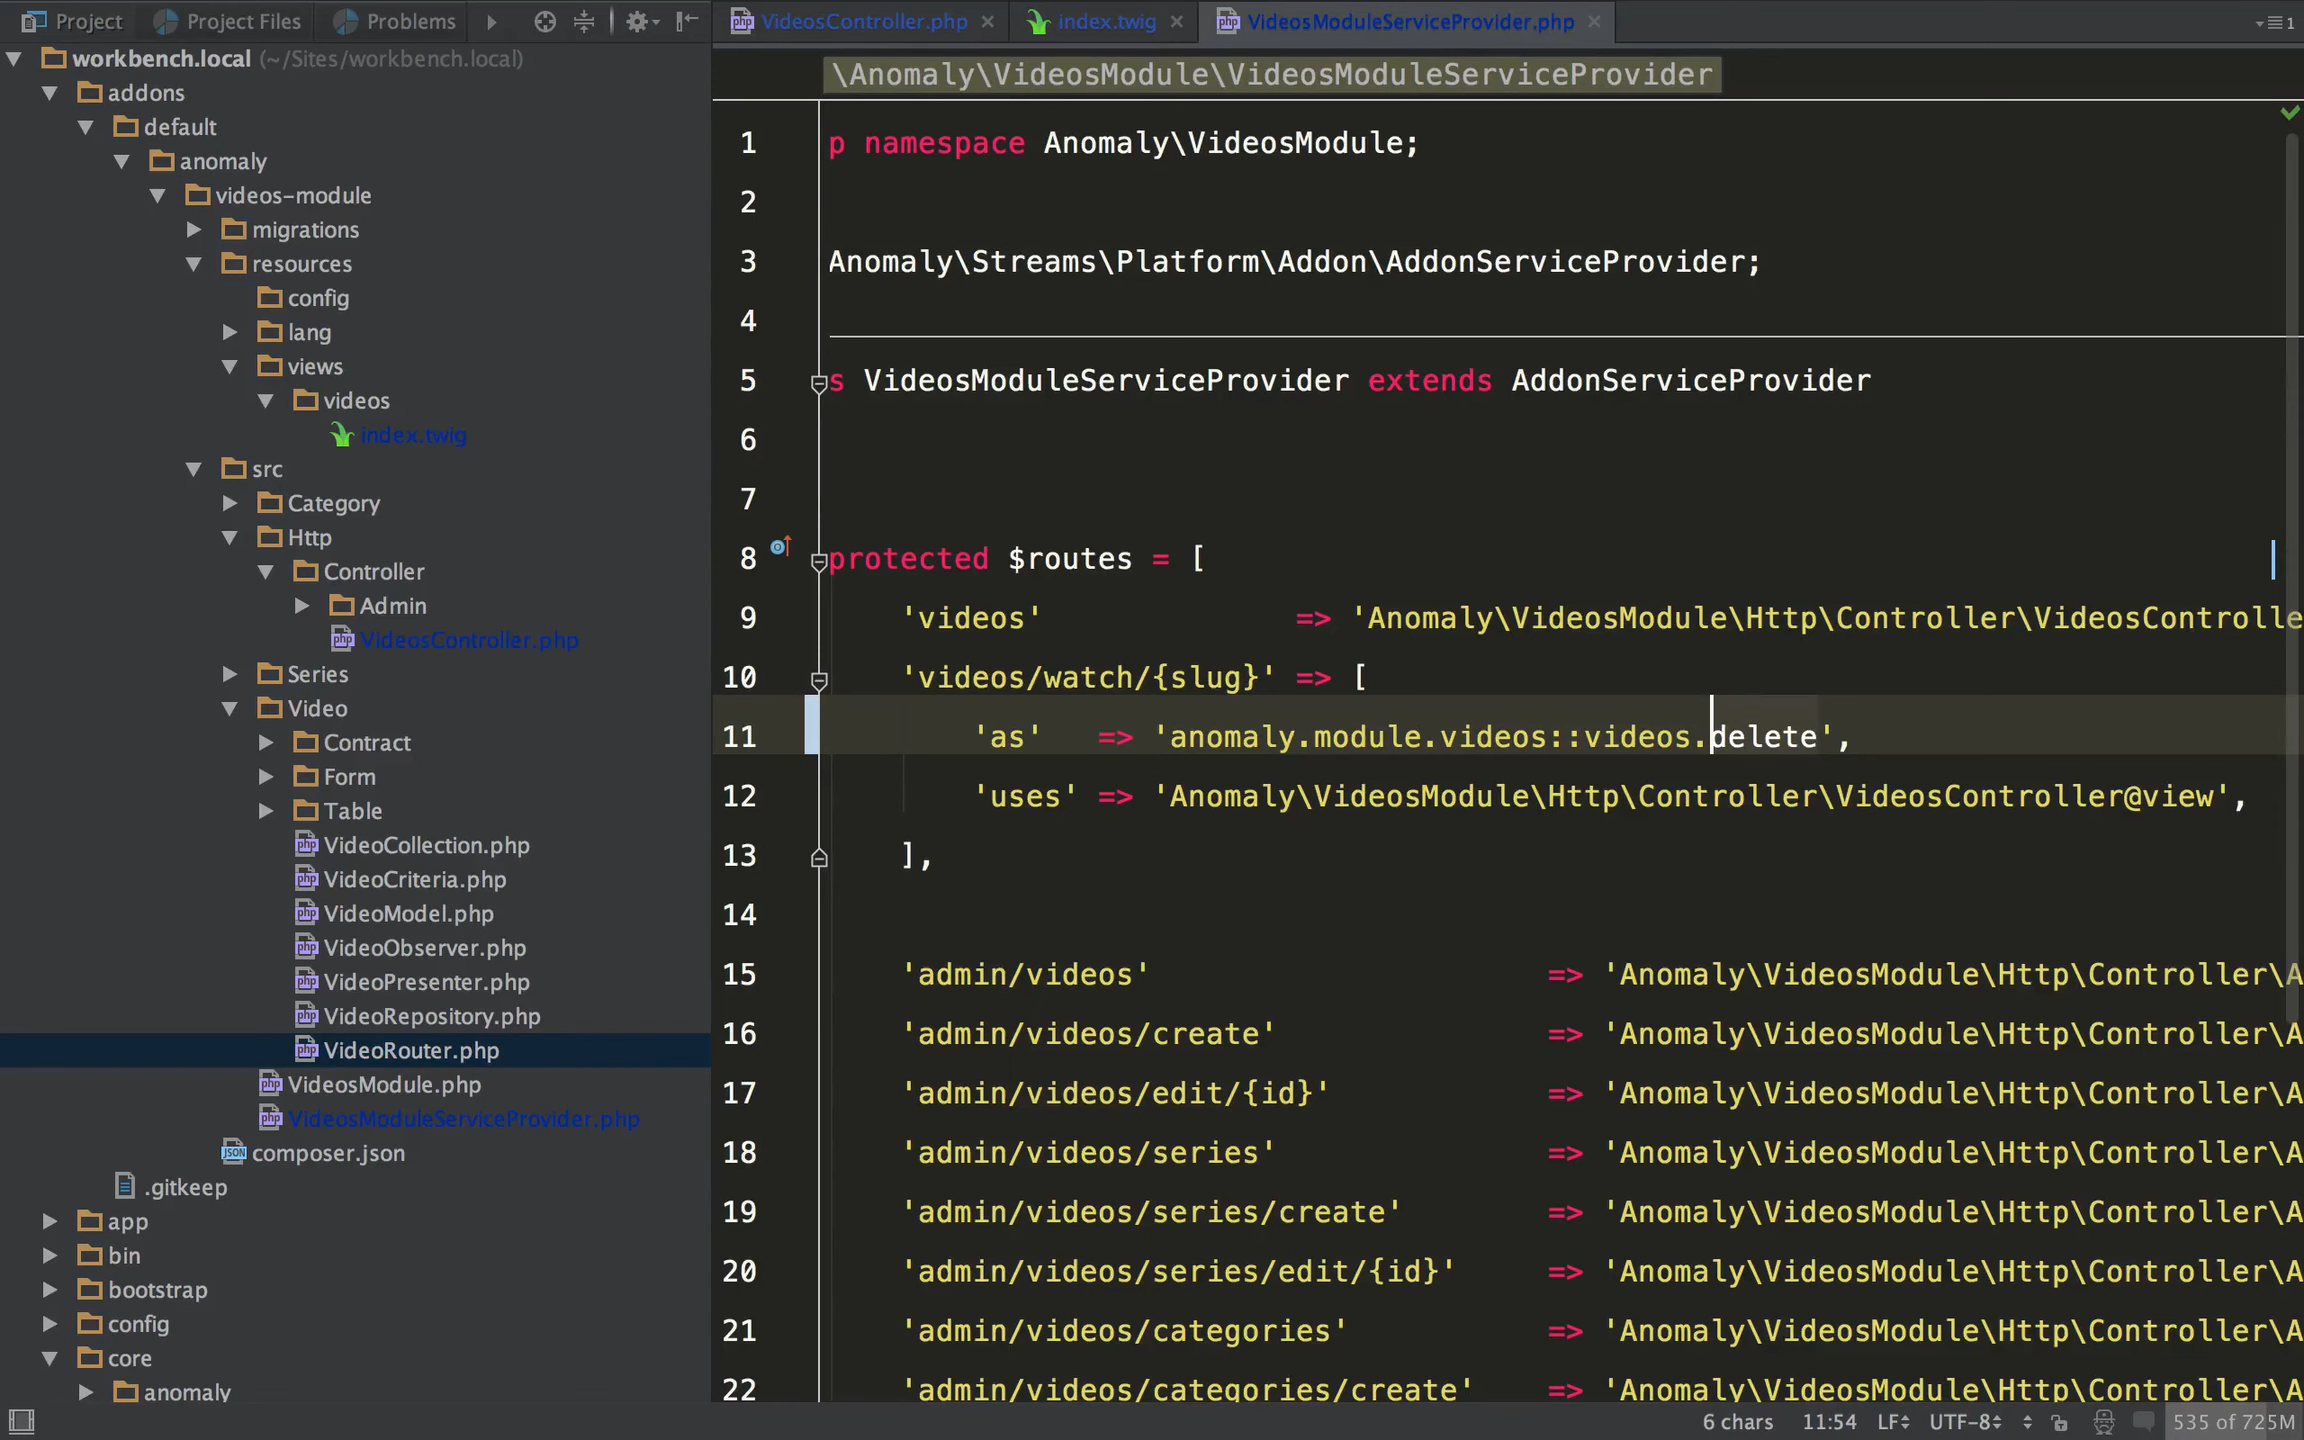 Project
Project Files
Problems
workbench.local (~/Sites/workbench.local)
addons
default
anomaly
videos-module
migrations
resources
config
lang
views
videos
index.twig
src
Category
Http
Controller
Admin
VideosController.php
Series
Video
Contract
Form
Table
VideoCollection.php
VideoCriteria.php
VideoModel.php
VideoObserver.php
VideoPresenter.php
VideoRepository.php
VideoRouter.php
VideosModule.php
VideosModuleServiceProvider.php
composer.json
.gitkeep
app
bin
bootstrap
config
core
anomaly
VideosController.php
index.twig
VideosModuleServiceProvider.php
1
\Anomaly\VideosModule\VideosModuleServiceProvider
1 p namespace Anomaly\VideosModule;
2
3 Anomaly\Streams\Platform\Addon\AddonServiceProvider;
4
5 s VideosModuleServiceProvider extends AddonServiceProvider
6
7
8 protected $routes = [
9 'videos' => 'Anomaly\VideosModule\Http\Controller\VideosControlle
10 'videos/watch/{slug}' => [
11 'as' => 'anomaly.module.videos::videos.delete',
12 'uses' => 'Anomaly\VideosModule\Http\Controller\VideosController@view',
13 ],
14
15 'admin/videos' => 'Anomaly\VideosModule\Http\Controller\A
16 'admin/videos/create' => 'Anomaly\VideosModule\Http\Controller\A
17 'admin/videos/edit/{id}' => 'Anomaly\VideosModule\Http\Controller\A
18 'admin/videos/series' => 'Anomaly\VideosModule\Http\Controller\A
19 'admin/videos/series/create' => 'Anomaly\VideosModule\Http\Controller\A
20 'admin/videos/series/edit/{id}' => 'Anomaly\VideosModule\Http\Controller\A
21 'admin/videos/categories' => 'Anomaly\VideosModule\Http\Controller\A
22 'admin/videos/categories/create' => 'Anomaly\VideosModule\Http\Controller\A
6 chars 11:54 LF UTF-8 535 of 725M